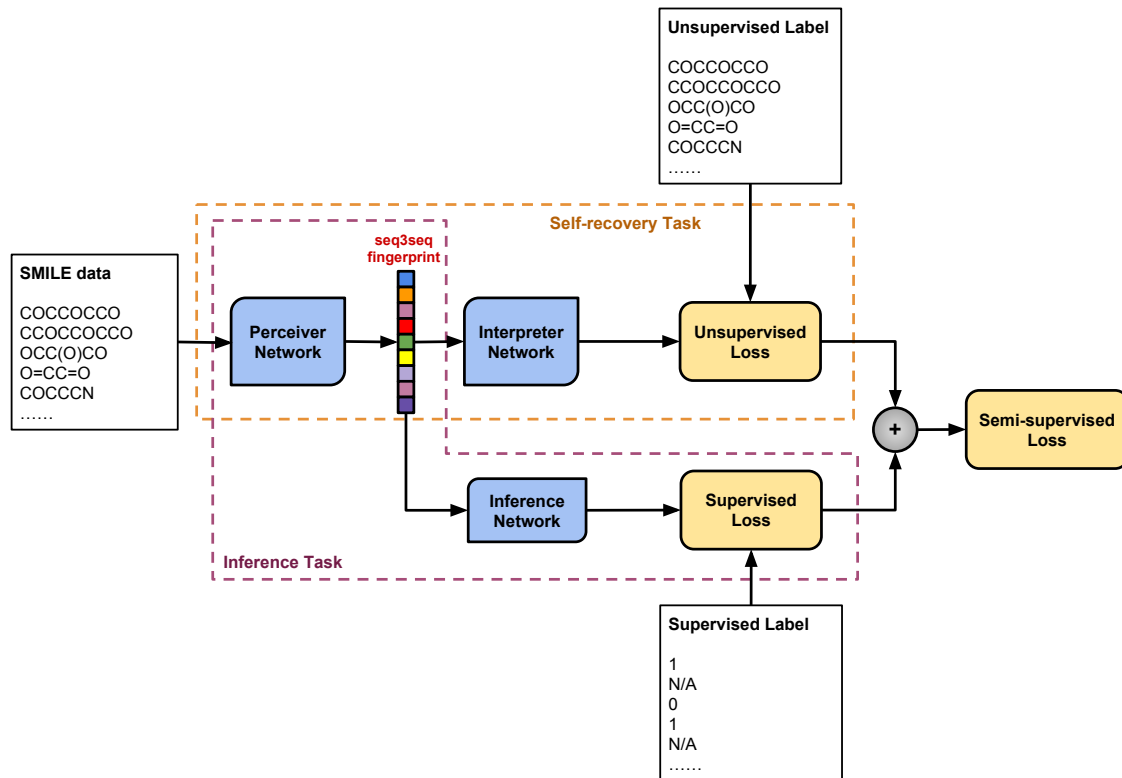 Unsupervised Label
COCCOCCO
CCOCCOCCO
OCC(O)CO
O=CC=O
COCCCN
......
Self-recovery Task
seq3seq
fingerprint
SMILE data
COCCOCCO
CCOCCOCCO
OCC(O)CO
O=CC=O
COCCCN
......
Perceiver
Network
Interpreter
Network
Unsupervised
Loss
+
Semi-supervised
Loss
Inference
Network
Supervised
Loss
Inference Task
Supervised Label
1
N/A
0
1
N/A
......